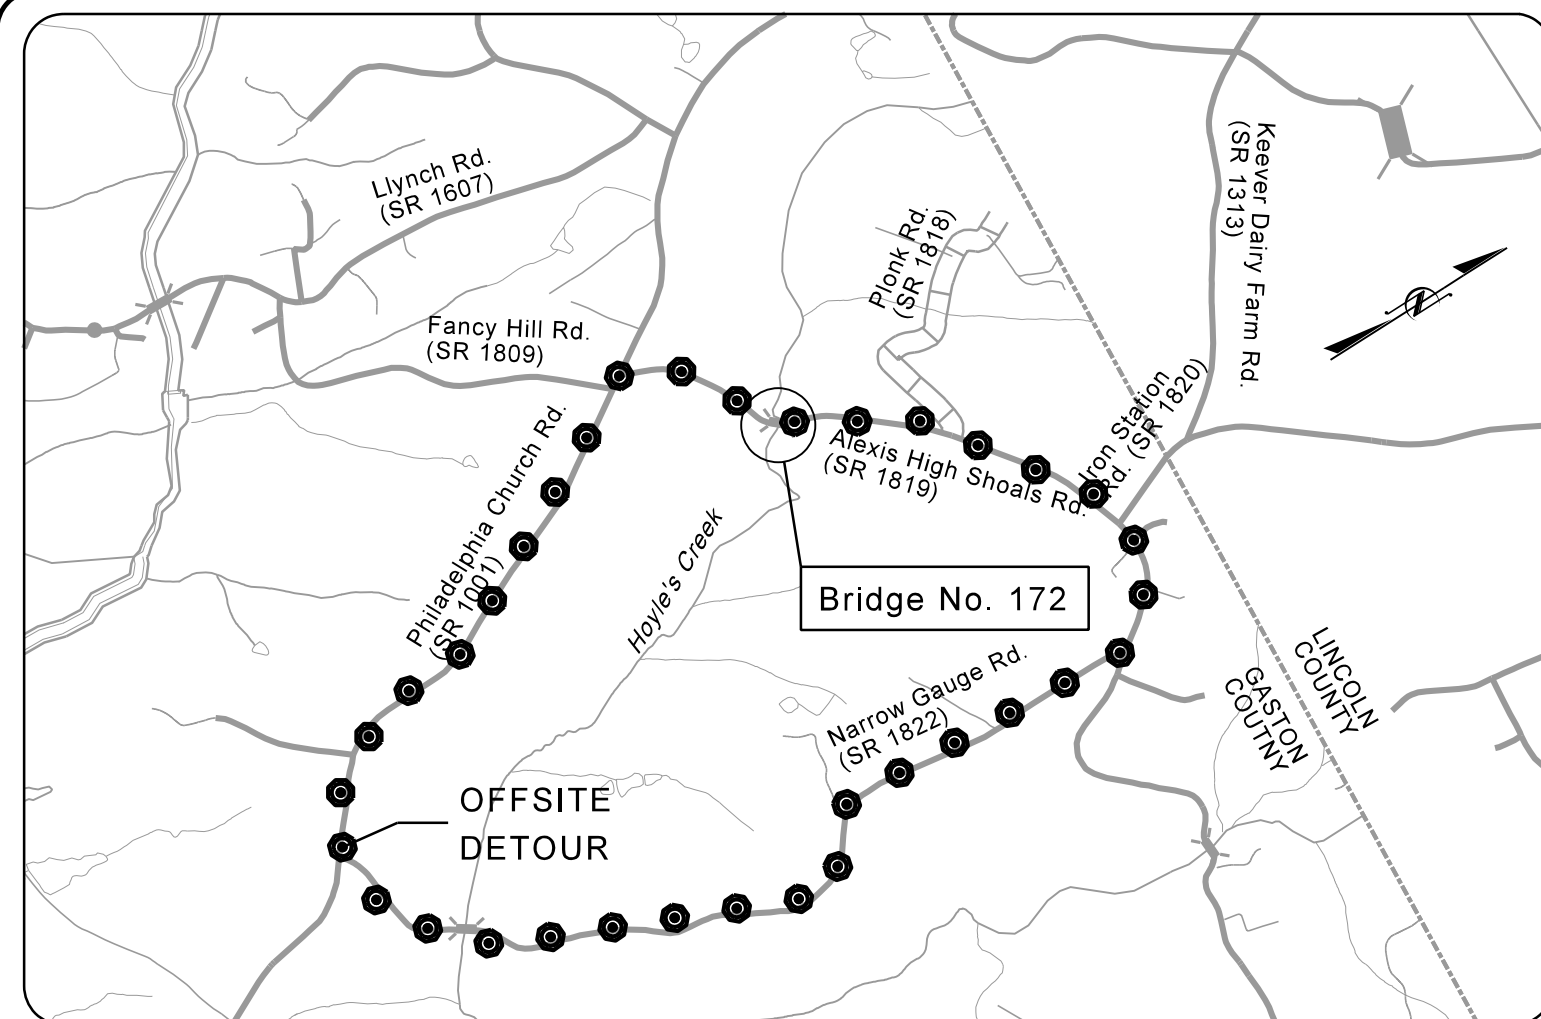 Llynch Rd.
(SR 1607)
Keever Dairy Farm Rd.
(SR 1313)
Plonk Rd.
(SR 1818)
Fancy Hill Rd.
(SR 1809)
Iron Station
Rd. (SR 1820)
Alexis High Shoals Rd.
(SR 1819)
Philadelphia Church Rd.
(SR 1001)
Hoyle's Creek
Bridge No. 172
LINCOLN
COUNTY
GASTON
COUTNY
Narrow Gauge Rd.
(SR 1822)
OFFSITE
DETOUR